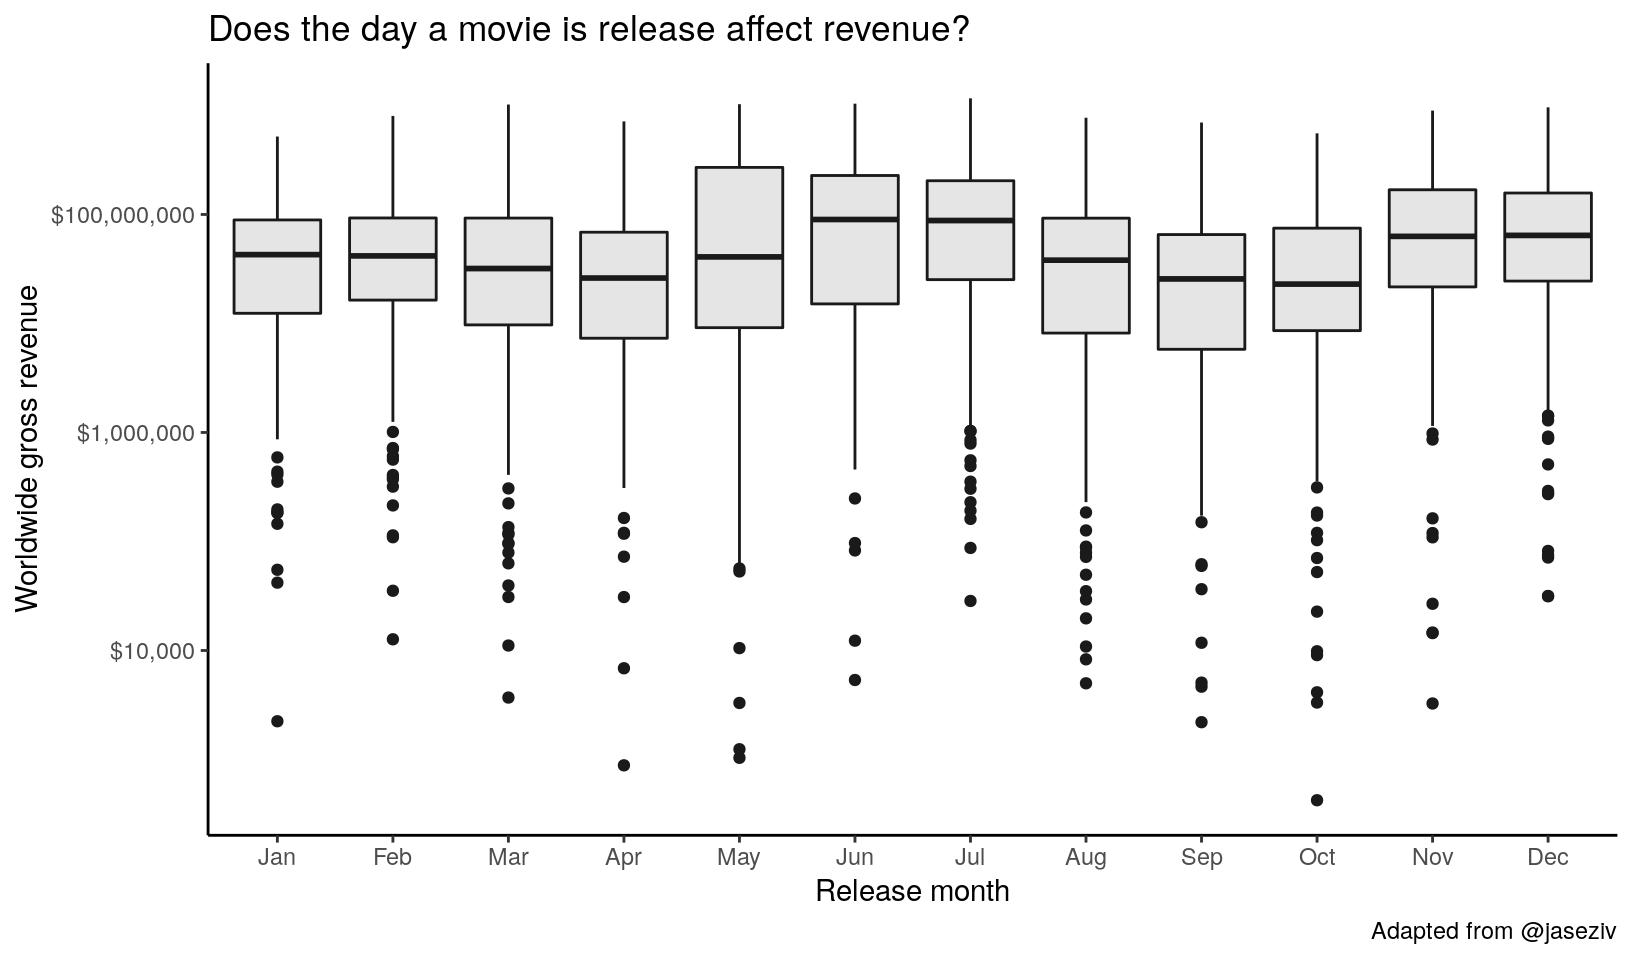 Does the day a movie is release affect revenue?
Worldwide gross revenue
$100,000,000
$1,000,000
$10,000
Jan Feb Mar Apr May Jun Jul Aug Sep Oct Nov Dec
Release month
Adapted from @jaseziv